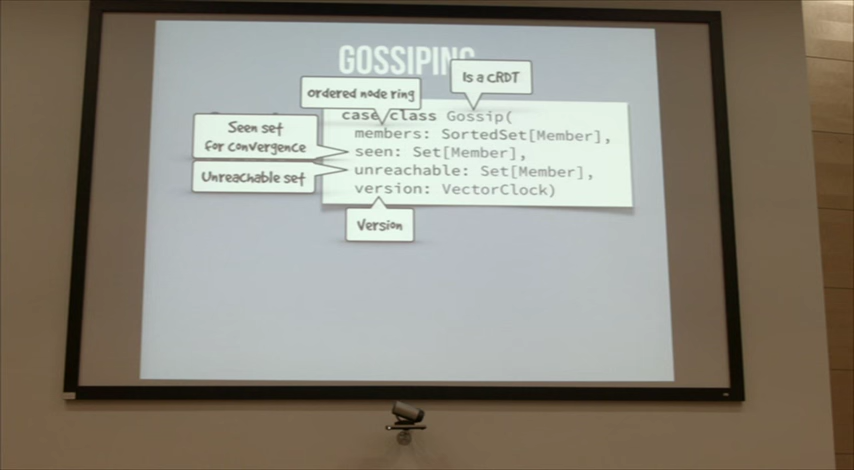 GOSSIPING
Is a CRDT
ordered node ring
case class Gossip(
members: SortedSet[Member],
Seen set
for convergence
seen: Set[Member],
Unreachable set
unreachable: Set[Member],
version: VectorClock)
Version